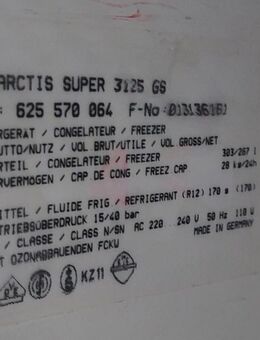 ARCTIS SUPER 3125 GS
: 625 570 064 F-No. 01313616
RGERÄT / CONGELATEUR / FREEZER
UTTO/NUTZ / VOL BRUT/UTILE / VOL GROSS/NET 303/267 l
RTEIL / CONGELATEUR / FREEZER
RVERMÖGEN / CAP DE CONG / FREEZ CAP 28 kg/24h
ITTEL / FLUIDE FRIG / REFRIGERANT (R12) 170 g (170)
TRIEBSÜBERDRUCK 15/40 bar
/ CLASSE / CLASS N/SN AC 220 240 V 50 Hz 110 W
T OZONABBAUENDEN FCKW MADE IN GERMANY
KZ11